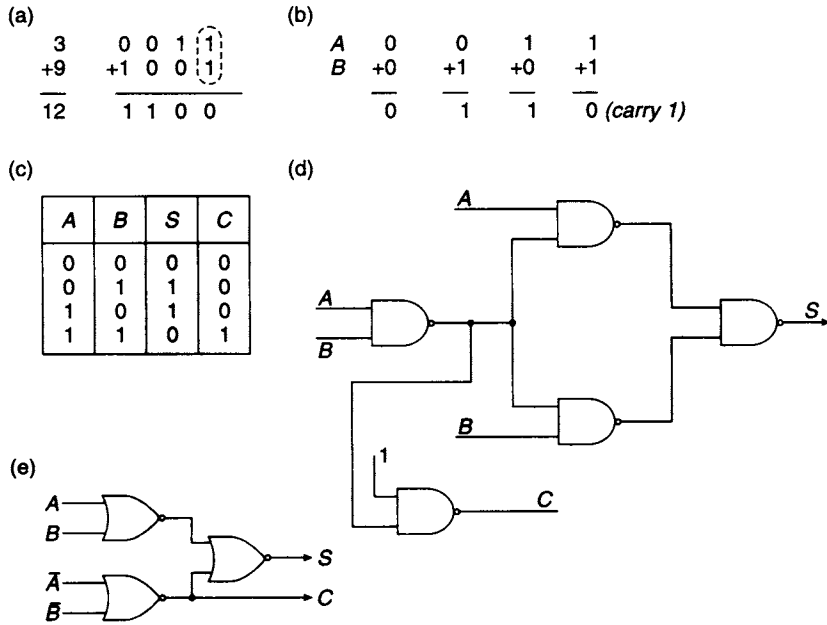 (a)
3 0 0 1 1
+9 +1 0 0 1
12 1 1 0 0
(b)
A 0 0 1 1
B +0 +1 +0 +1
0 1 1 0 (carry 1)
(c)
A B S C
0 0 0 0
0 1 1 0
1 0 1 0
1 1 0 1
(d)
A
A
B
S
B
1
C
(e)
A
B
S
A̅
B̅
C